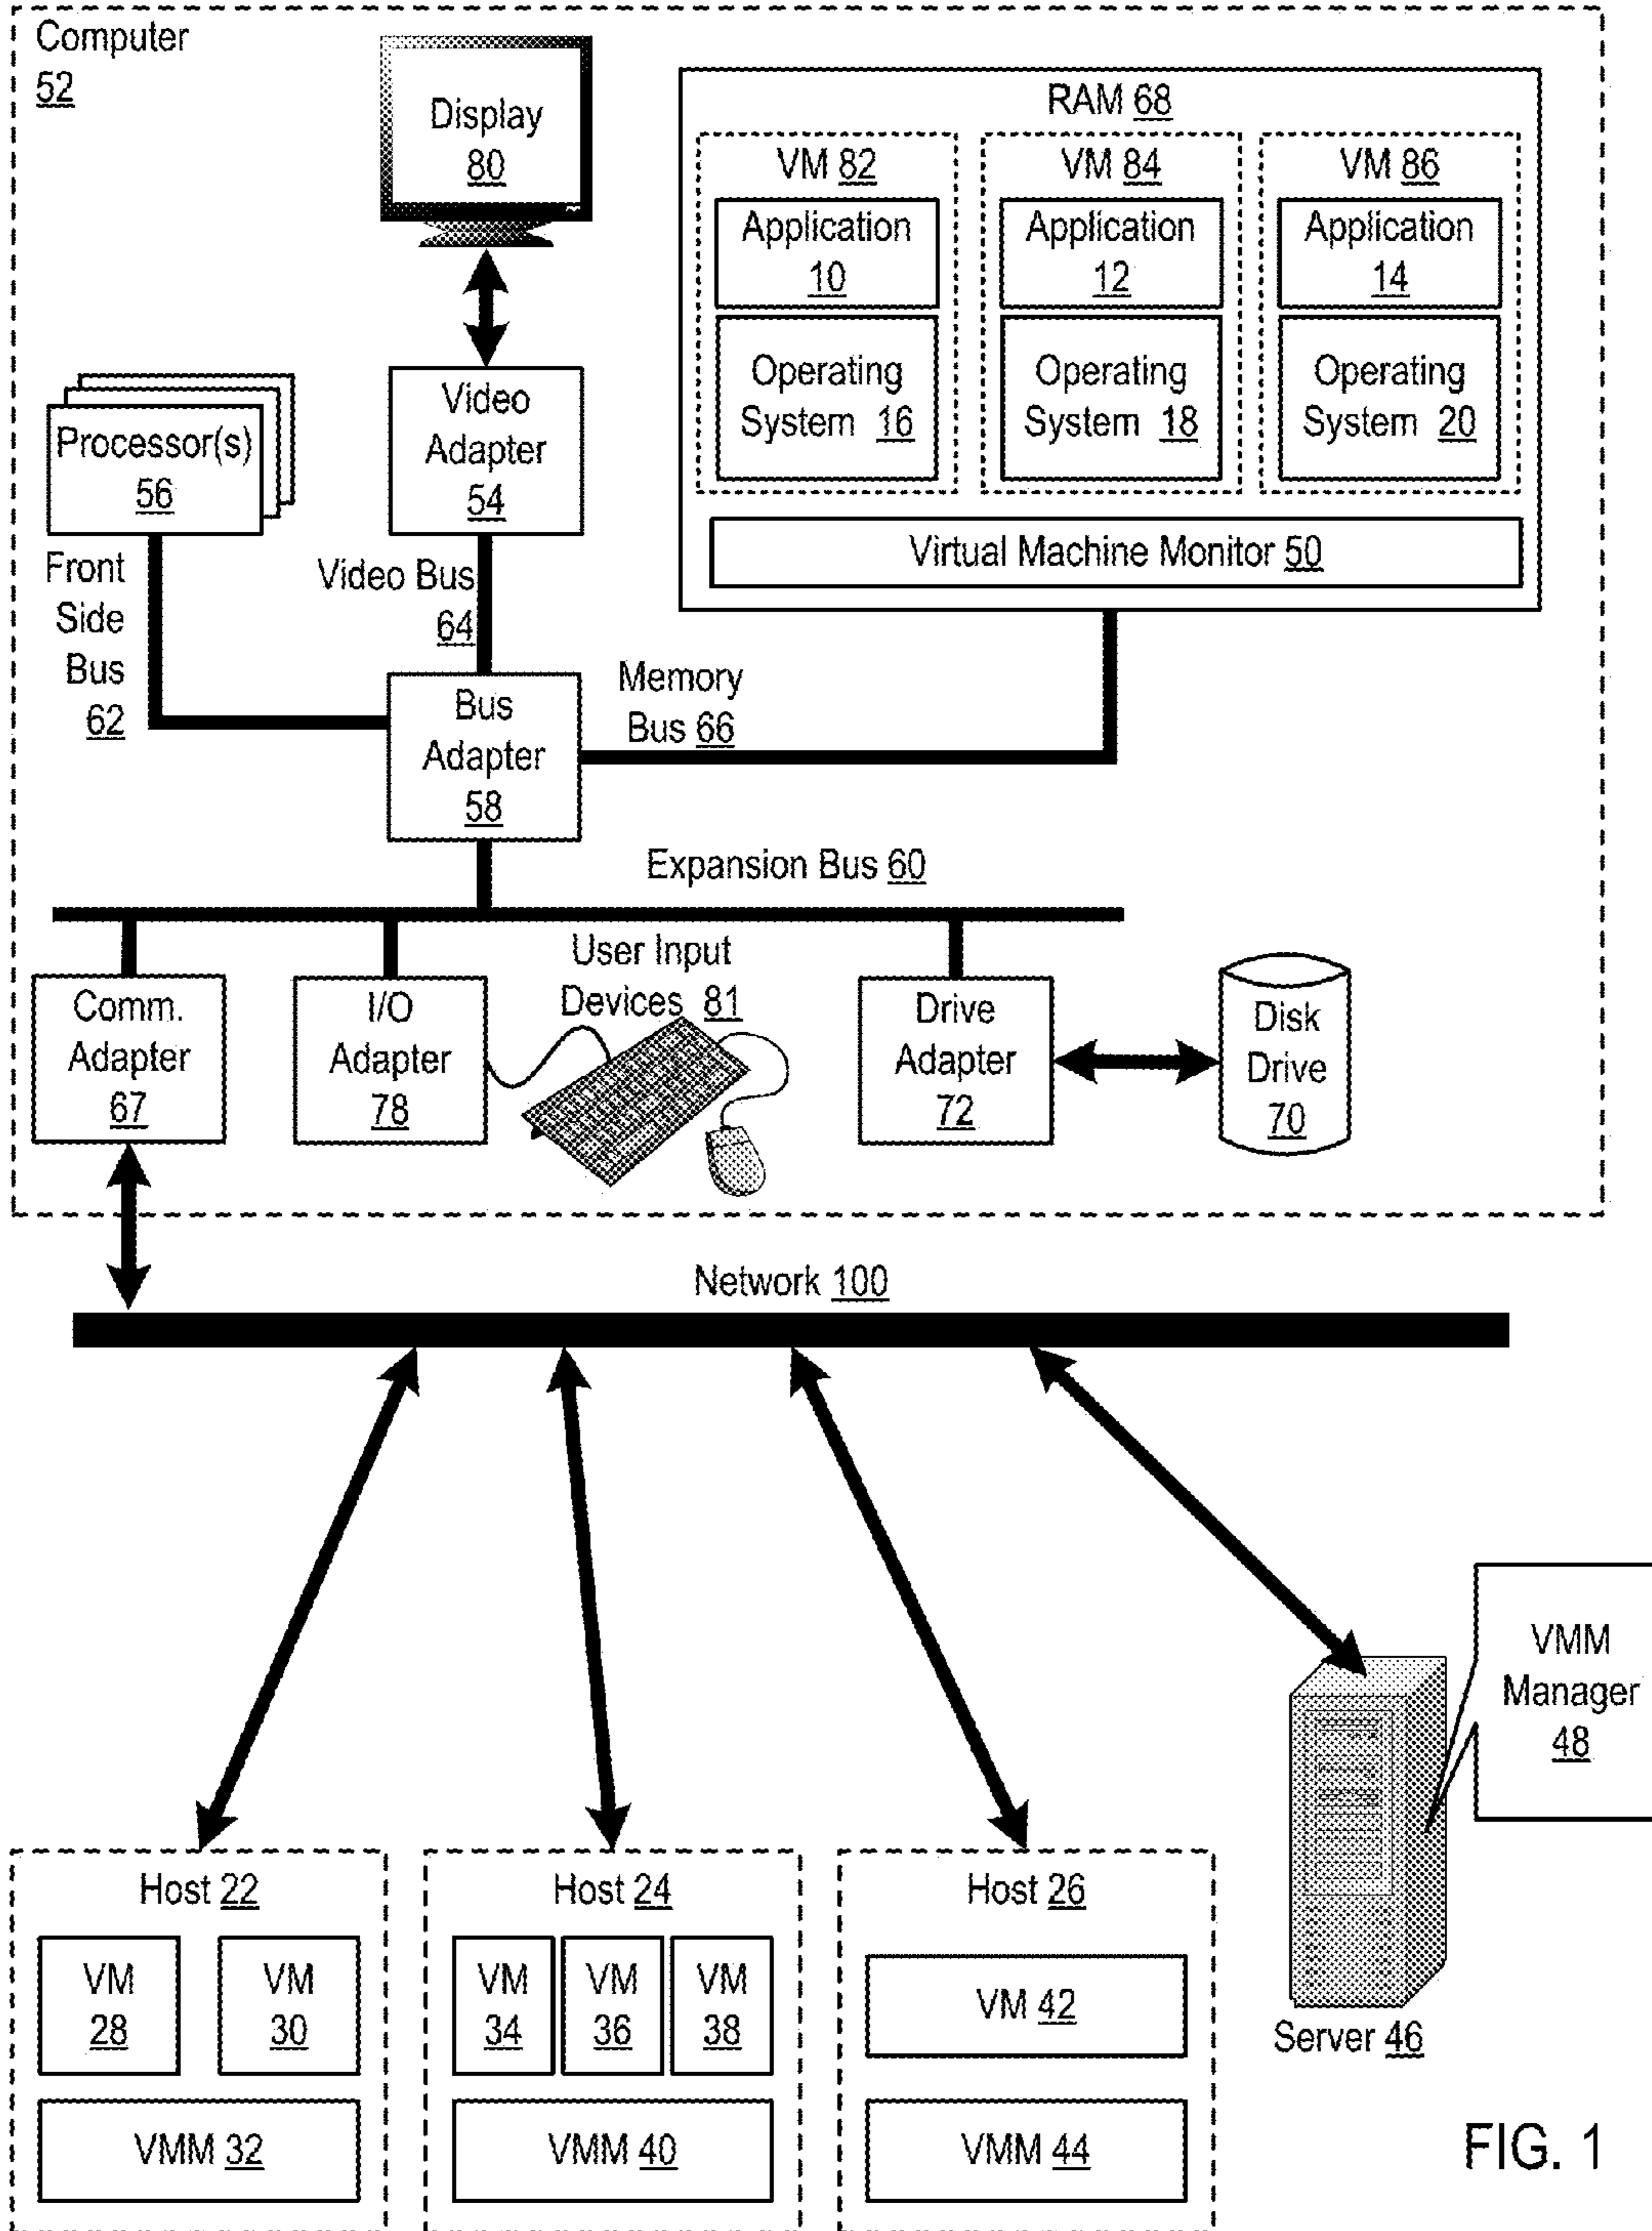 Computer
52
Display
80
RAM 68
VM 82
Application
10
Operating
System 16
VM 84
Application
12
Operating
System 18
VM 86
Application
14
Operating
System 20
Virtual Machine Monitor 50
Processor(s)
56
Video
Adapter
54
Front
Side
Bus
62
Video Bus
64
Bus
Adapter
58
Memory
Bus 66
Expansion Bus 60
Comm.
Adapter
67
I/O
Adapter
78
User Input
Devices 81
Drive
Adapter
72
Disk
Drive
70
Network 100
VMM
Manager
48
Server 46
Host 22
VM
28
VM
30
VMM 32
Host 24
VM
34
VM
36
VM
38
VMM 40
Host 26
VM 42
VMM 44
FIG. 1